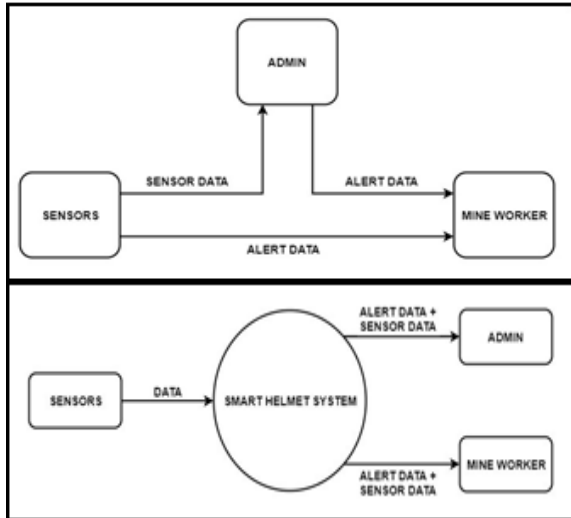 ADMIN
SENSOR DATA
ALERT DATA
SENSORS
MINE WORKER
ALERT DATA
ALERT DATA +
SENSOR DATA
ADMIN
DATA
SENSORS
SMART HELMET SYSTEM
MINE WORKER
ALERT DATA +
SENSOR DATA